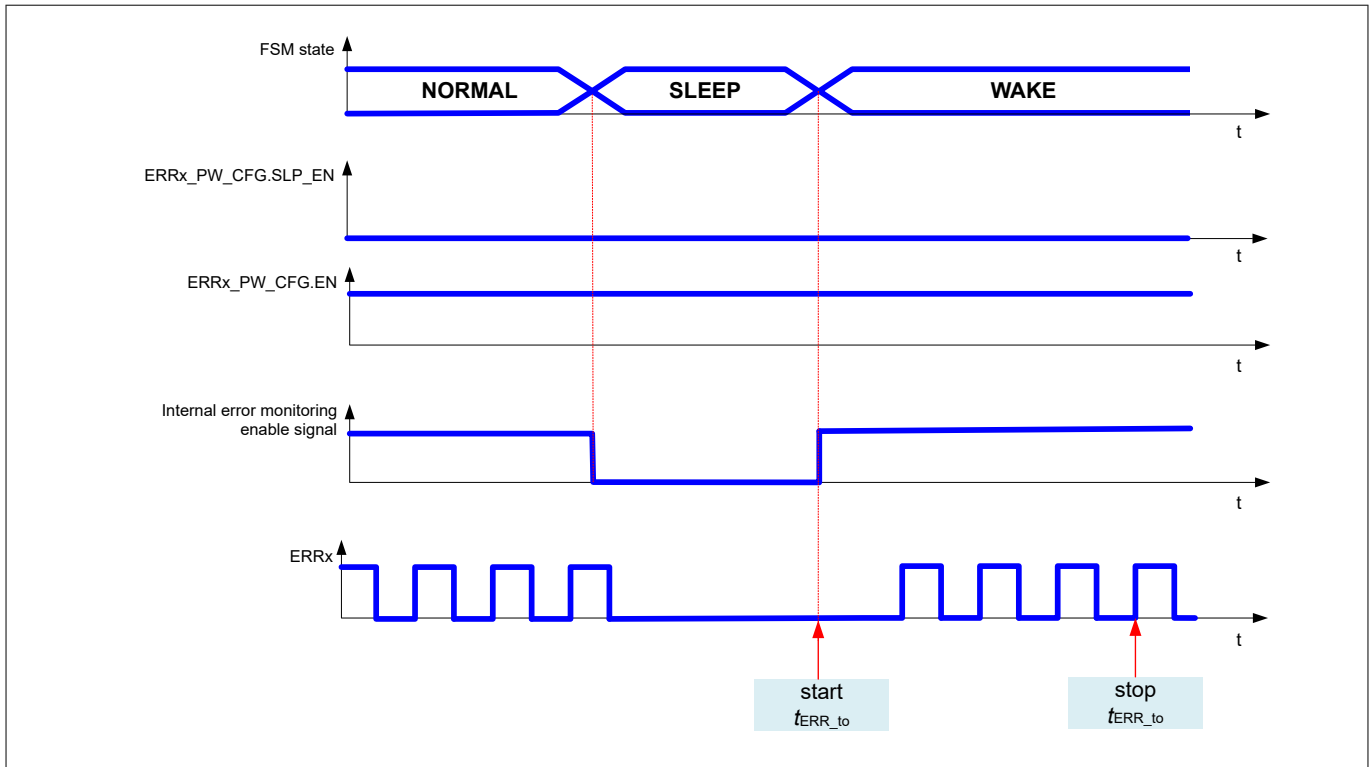 FSM state
NORMAL
SLEEP
WAKE
t
ERRx_PW_CFG.SLP_EN
t
ERRx_PW_CFG.EN
t
Internal error monitoring
enable signal
t
ERRx
t
start
tERR_to
stop
tERR_to